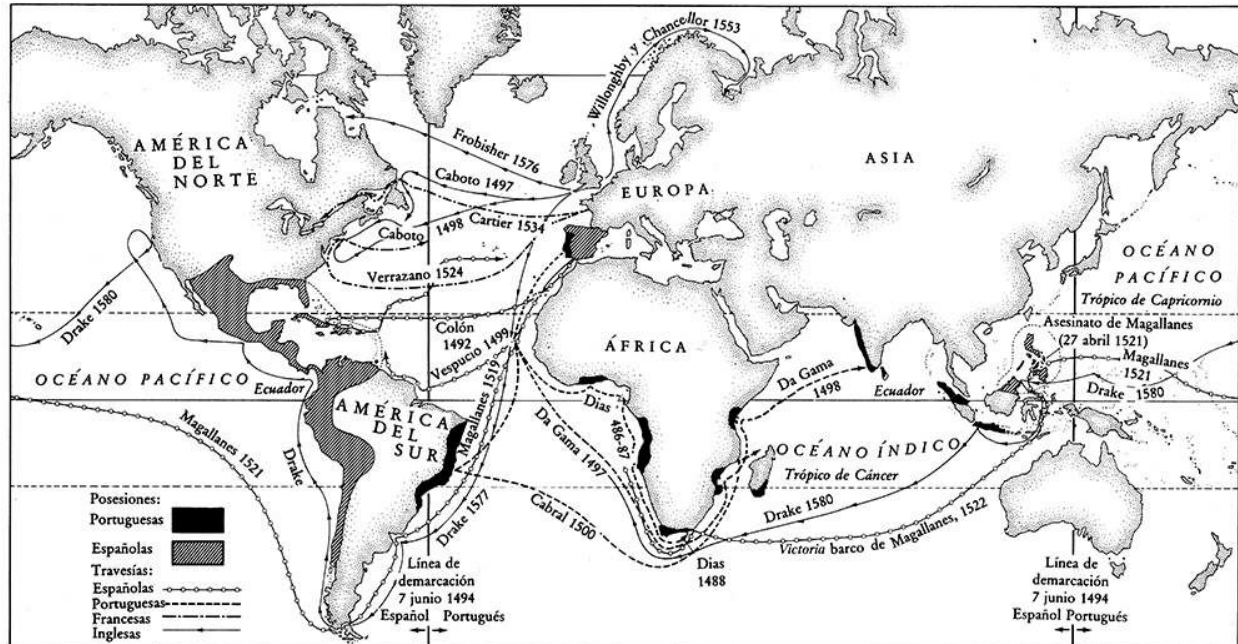 Willonghby y Chancellor 1553
AMÉRICA
DEL
NORTE
Frobisher 1576
Caboto 1497
Cartier 1534
Caboto 1498
Verrazano 1524
EUROPA
ASIA
OCÉANO
PACÍFICO
Trópico de Capricornio
Drake 1580
Colón
1492
Vespucio 1499
ÁFRICA
Asesinato de Magallanes
(27 abril 1521)
Magallanes
1521
Drake 1580
OCÉANO PACÍFICO
Ecuador
Da Gama
1498
Ecuador
AMÉRICA
DEL
SUR
Magallanes 1519
Dias
486-87
Magallanes 1521
Drake
Da Gama 1497
OCÉANO ÍNDICO
Trópico de Cáncer
Drake 1577
Cabral 1500
Drake 1580
Victoria barco de Magallanes, 1522
Dias
1488
Posesiones:
Portuguesas
Españolas
Travesías:
Españolas
Portuguesas
Francesas
Inglesas
Línea de
demarcación
7 junio 1494
Español Portugués
Línea de
demarcación
7 junio 1494
Español Portugués